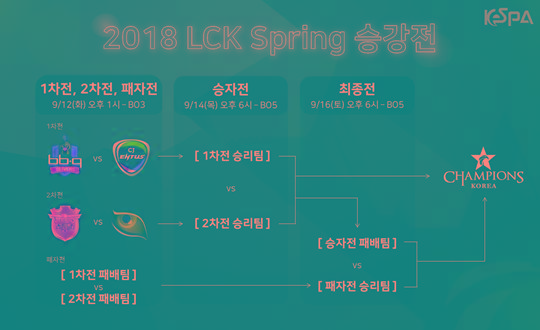 KeSPA
2018 LCK Spring 승강전
1차전, 2차전, 패자전
9/12(화) 오후 1시 – BO3
승자전
9/14(목) 오후 6시 – BO5
최종전
9/16(토) 오후 6시 – BO5
1차전
bbq
VS
CJ
ENTUS
[ 1차전 승리팀 ]
VS
CHAMPIONS
KOREA
2차전
VS
[ 2차전 승리팀 ]
[ 승자전 패배팀 ]
VS
[ 패자전 승리팀 ]
패자전
[ 1차전 패배팀 ]
VS
[ 2차전 패배팀 ]